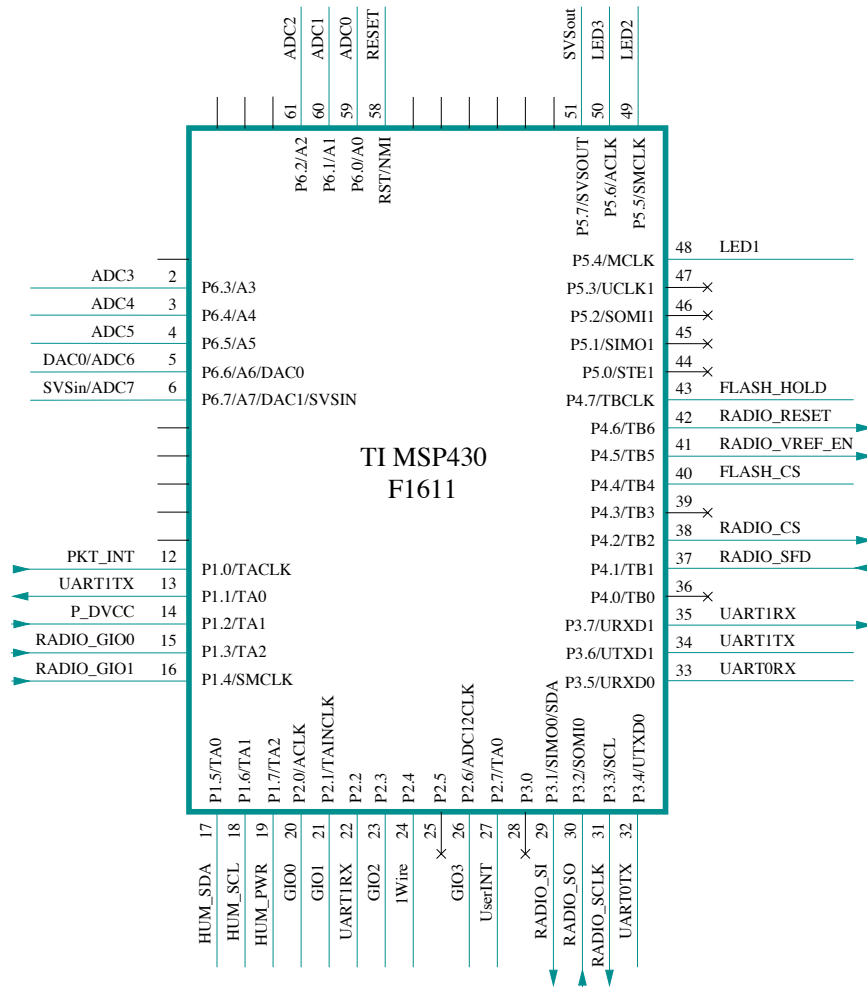 ADC2
ADC1
ADC0
RESET
SVSout
LED3
LED2
61
60
59
58
51
50
49
P6.2/A2
P6.1/A1
P6.0/A0
RST/NMI
P5.7/SVSOUT
P5.6/ACLK
P5.5/SMCLK
ADC3 2 P6.3/A3
ADC4 3 P6.4/A4
ADC5 4 P6.5/A5
DAC0/ADC6 5 P6.6/A6/DAC0
SVSin/ADC7 6 P6.7/A7/DAC1/SVSIN
PKT_INT 12 P1.0/TACLK
UART1TX 13 P1.1/TA0
P_DVCC 14 P1.2/TA1
RADIO_GIO0 15 P1.3/TA2
RADIO_GIO1 16 P1.4/SMCLK
TI MSP430
F1611
P5.4/MCLK 48 LED1
P5.3/UCLK1 47
P5.2/SOMI1 46
P5.1/SIMO1 45
P5.0/STE1 44
P4.7/TBCLK 43 FLASH_HOLD
P4.6/TB6 42 RADIO_RESET
P4.5/TB5 41 RADIO_VREF_EN
P4.4/TB4 40 FLASH_CS
P4.3/TB3 39
P4.2/TB2 38 RADIO_CS
P4.1/TB1 37 RADIO_SFD
P4.0/TB0 36
P3.7/URXD1 35 UART1RX
P3.6/UTXD1 34 UART1TX
P3.5/URXD0 33 UART0RX
P1.5/TA0
P1.6/TA1
P1.7/TA2
P2.0/ACLK
P2.1/TAINCLK
P2.2
P2.3
P2.4
P2.5
P2.6/ADC12CLK
P2.7/TA0
P3.0
P3.1/SIMO0/SDA
P3.2/SOMI0
P3.3/SCL
P3.4/UTXD0
17
18
19
20
21
22
23
24
25
26
27
28
29
30
31
32
HUM_SDA
HUM_SCL
HUM_PWR
GIO0
GIO1
UART1RX
GIO2
1Wire
GIO3
UserINT
RADIO_SI
RADIO_SO
RADIO_SCLK
UART0TX